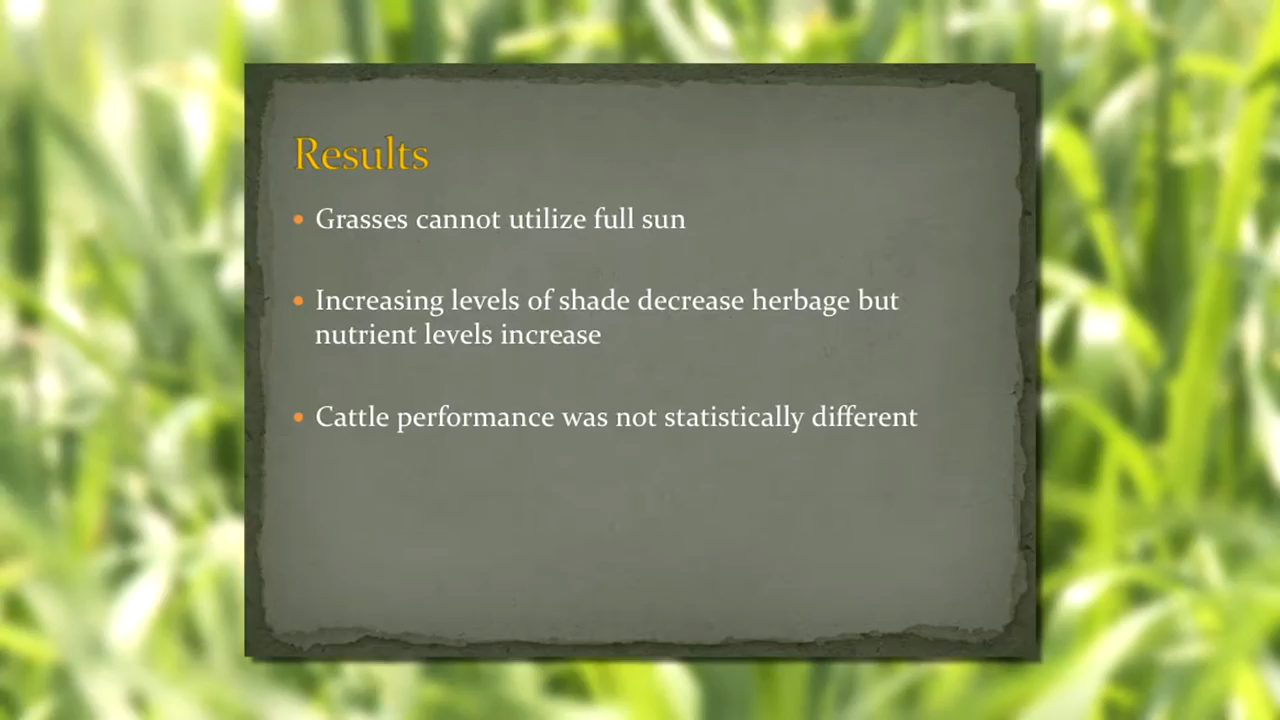 Results
• Grasses cannot utilize full sun
• Increasing levels of shade decrease herbage but
nutrient levels increase
• Cattle performance was not statistically different